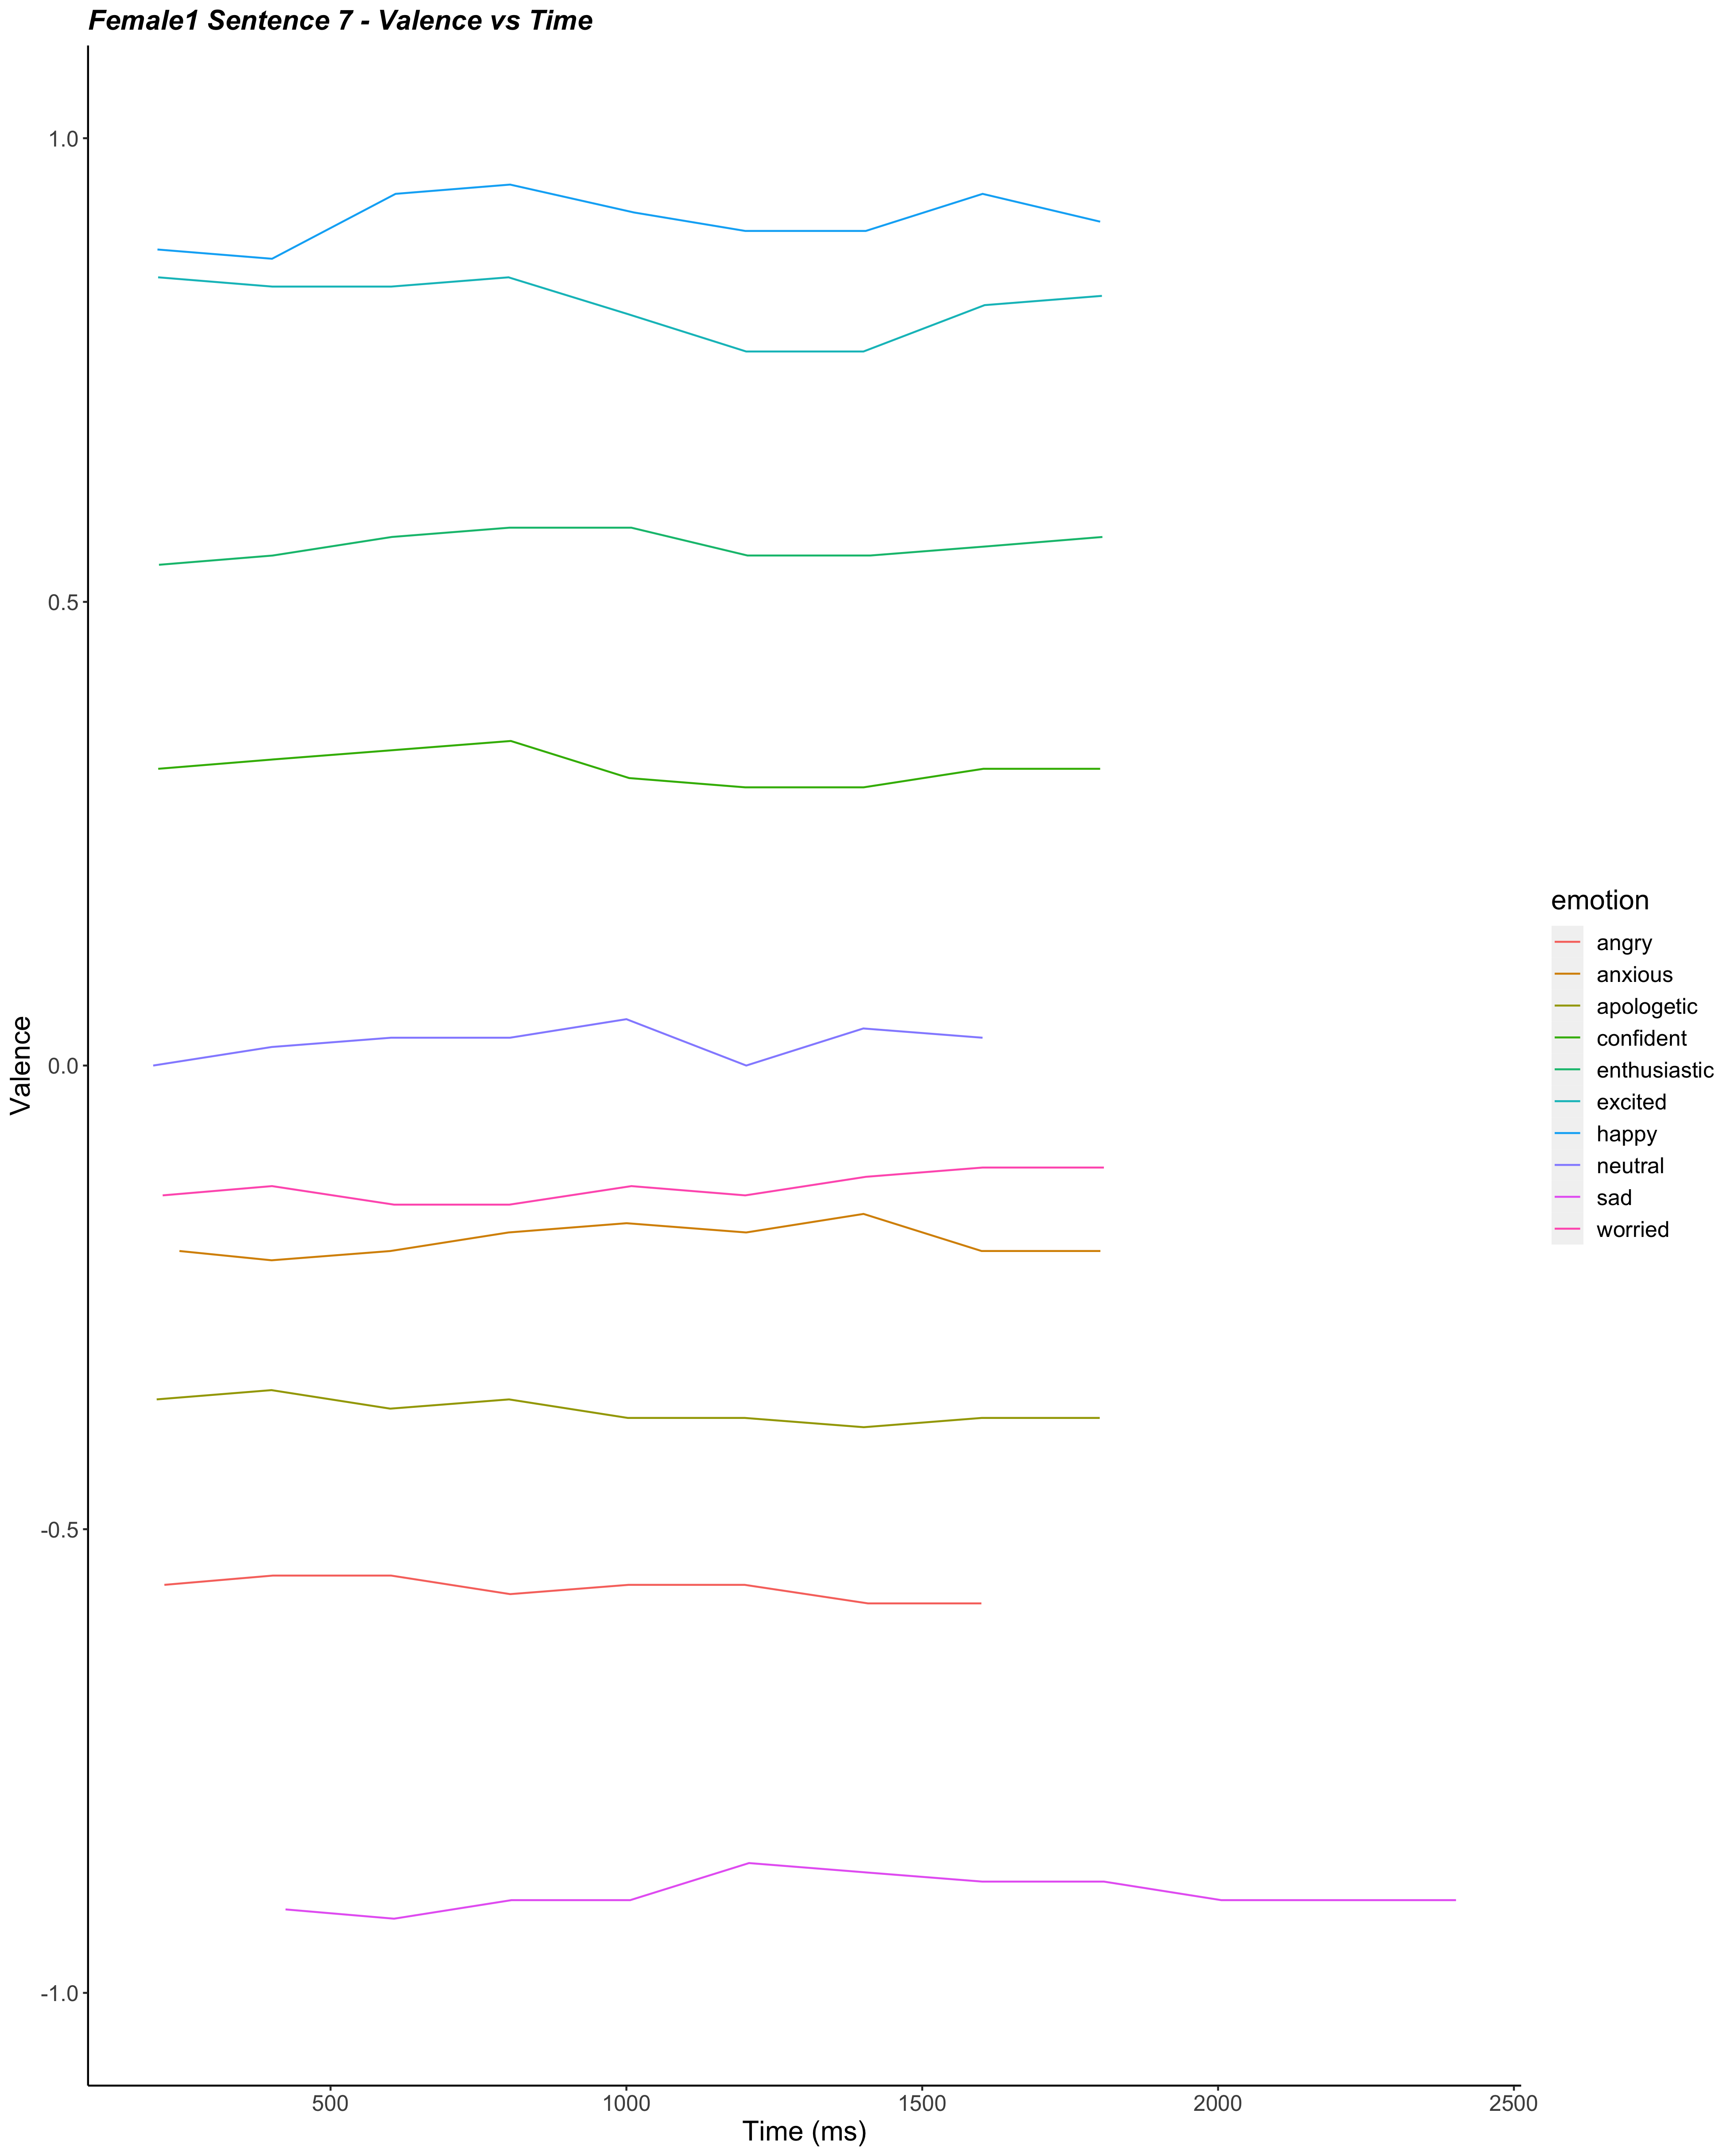 Female1 Sentence 7 - Valence vs Time
1.0
0.5
0.0
-0.5
-1.0
Valence
500
1000
1500
2000
2500
Time (ms)
emotion
angry
anxious
apologetic
confident
enthusiastic
excited
happy
neutral
sad
worried